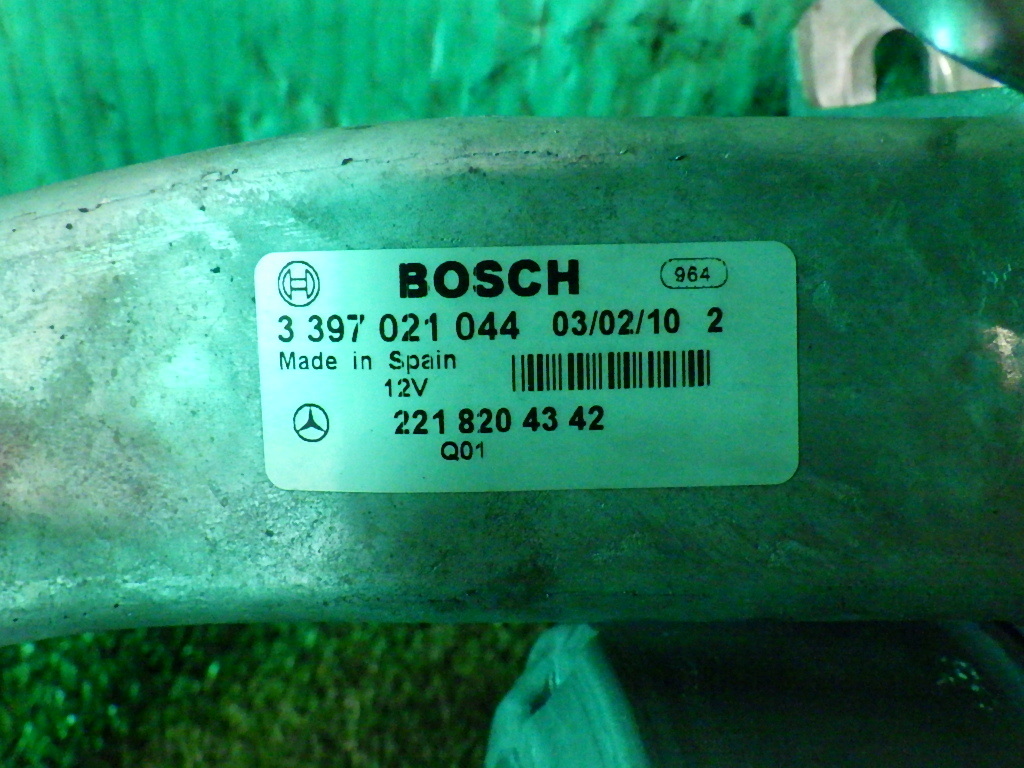 BOSCH 964
3 397 021 044 03/02/10 2
Made in Spain
12V
221 820 43 42
Q01